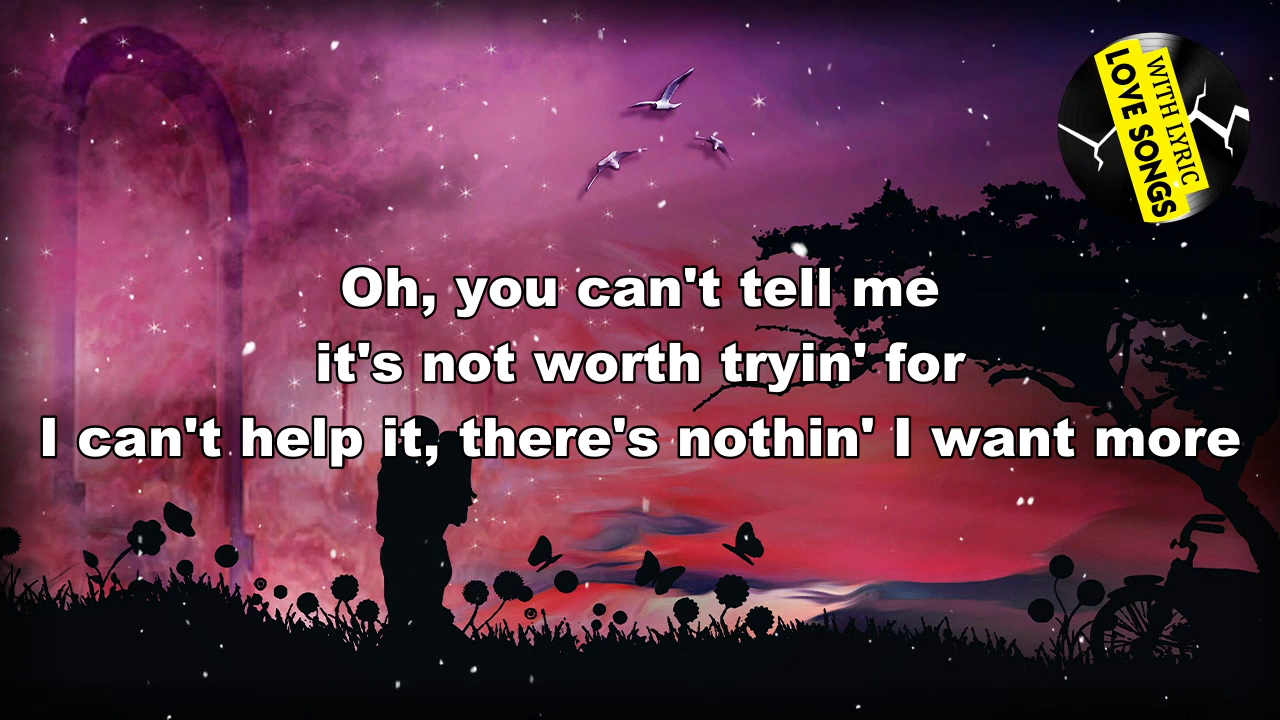 WITH LYRIC
LOVE SONGS
Oh, you can't tell me
it's not worth tryin' for
I can't help it, there's nothin' I want more